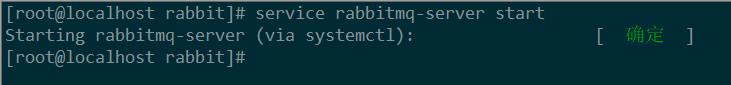 [root@localhost rabbit]# service rabbitmq-server start
Starting rabbitmq-server (via systemctl):                  [  确定  ]
[root@localhost rabbit]#